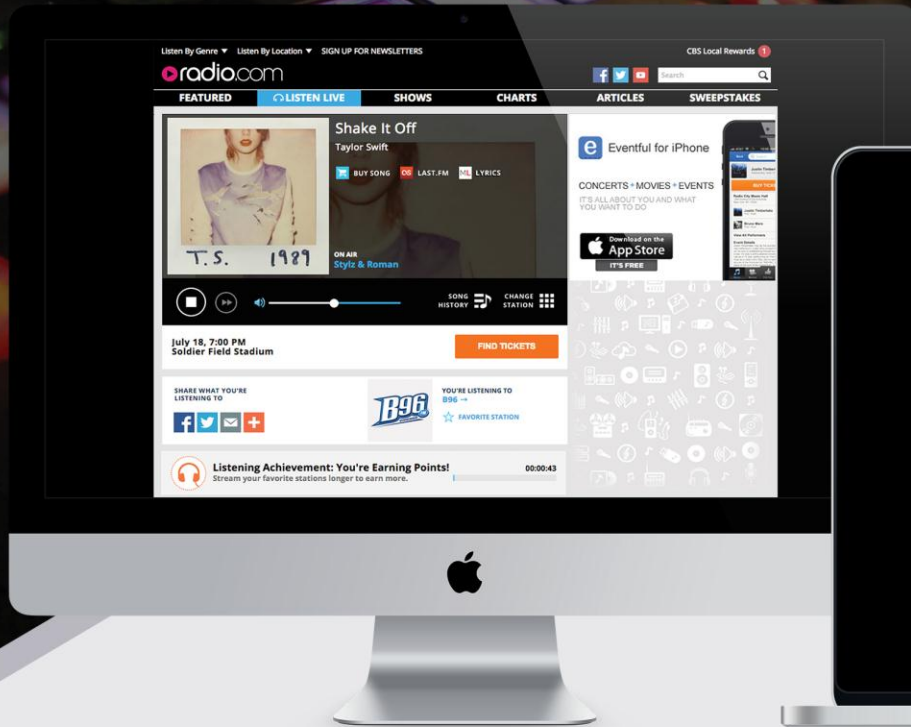 Listen By Genre ▼ Listen By Location ▼ SIGN UP FOR NEWSLETTERS
CBS Local Rewards 1
radio.com
Search
FEATURED LISTEN LIVE SHOWS CHARTS ARTICLES SWEEPSTAKES
Shake It Off
Taylor Swift
BUY SONG OS LAST.FM ML LYRICS
T.S. 1989
ON AIR
Stylz & Roman
SONG HISTORY
CHANGE STATION
July 18, 7:00 PM
Soldier Field Stadium
FIND TICKETS
SHARE WHAT YOU'RE
LISTENING TO
B96
YOU'RE LISTENING TO
B96 →
FAVORITE STATION
Listening Achievement: You're Earning Points!
Stream your favorite stations longer to earn more.
00:00:43
e Eventful for iPhone
CONCERTS + MOVIES + EVENTS
IT'S ALL ABOUT YOU AND WHAT
YOU WANT TO DO
Download on the
App Store
IT'S FREE